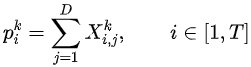 $$p_i^k = \sum_{j=1}^{D} X_{i,j}^k, \qquad i \in [1, T]$$